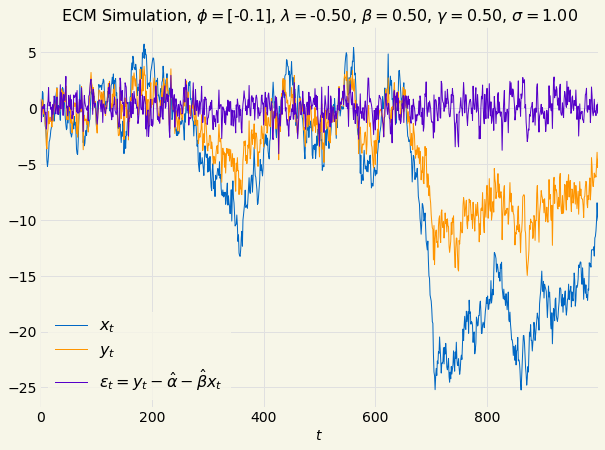 ECM Simulation, ϕ = [-0.1], λ = -0.50, β = 0.50, γ = 0.50, σ = 1.00
5
0
−5
−10
−15
−20
−25
x_t
y_t
ε_t = y_t − α̂ − β̂x_t
0 200 400 600 800
t